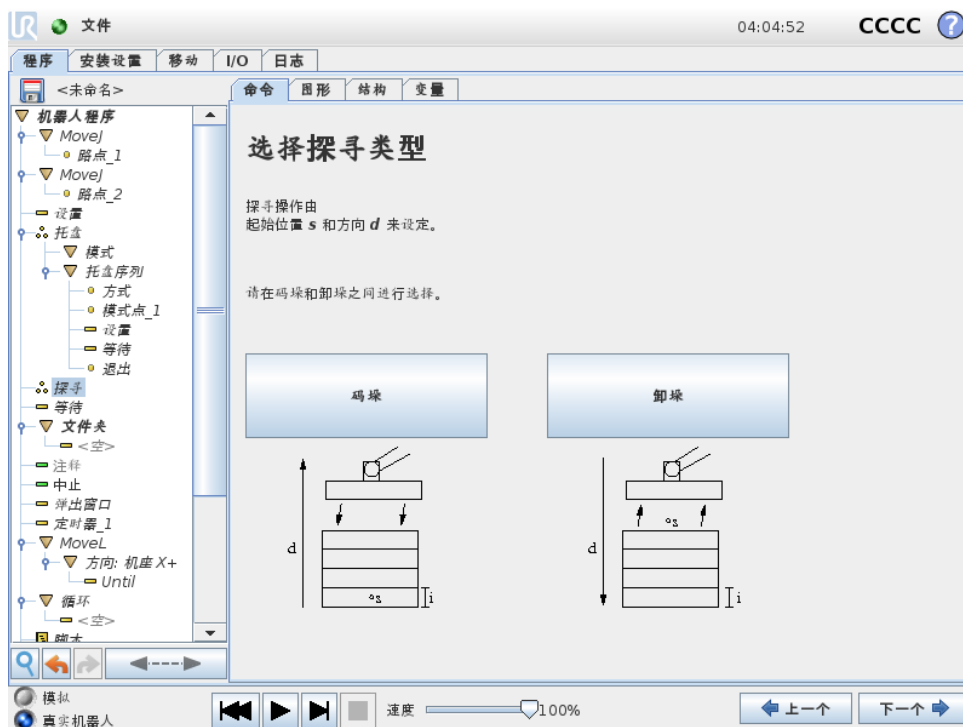 UR 文件 04:04:52 CCCC ?
程序 安装设置 移动 I/O 日志
<未命名> 命令 图形 结构 变量
机器人程序
MoveJ
路点_1
MoveJ
路点_2
设置
托盘
模式
托盘序列
方式
模式点_1
设置
等待
退出
探寻
等待
文件夹
<空>
注释
中止
弹出窗口
定时器_1
MoveL
方向: 机座 X+
Until
循环
<空>
脚本
选择探寻类型
探寻操作由
起始位置 s 和方向 d 来设定。
请在码垛和卸垛之间进行选择。
码垛 卸垛
d s i
d s i
模拟
真实机器人
速度 100%
上一个 下一个